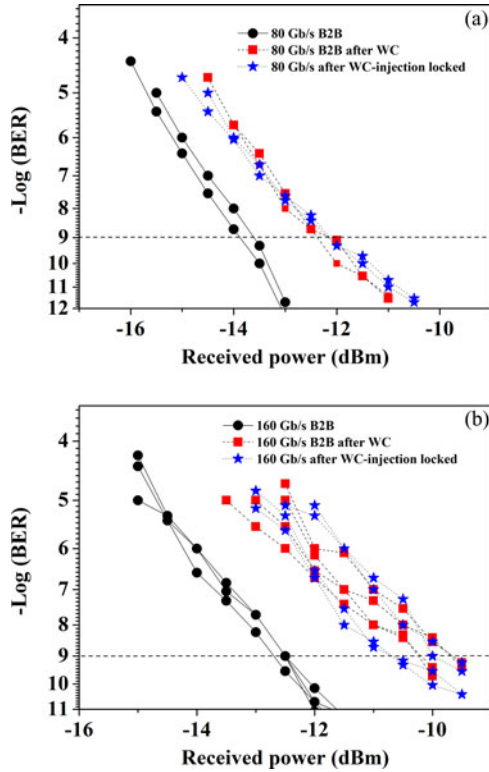 (a)
80 Gb/s B2B
80 Gb/s B2B after WC
80 Gb/s after WC-injection locked
4
5
6
7
8
9
10
11
12
-Log (BER)
-16
-14
-12
-10
Received power (dBm)
(b)
160 Gb/s B2B
160 Gb/s B2B after WC
160 Gb/s after WC-injection locked
4
5
6
7
8
9
10
11
-Log (BER)
-16
-14
-12
-10
Received power (dBm)